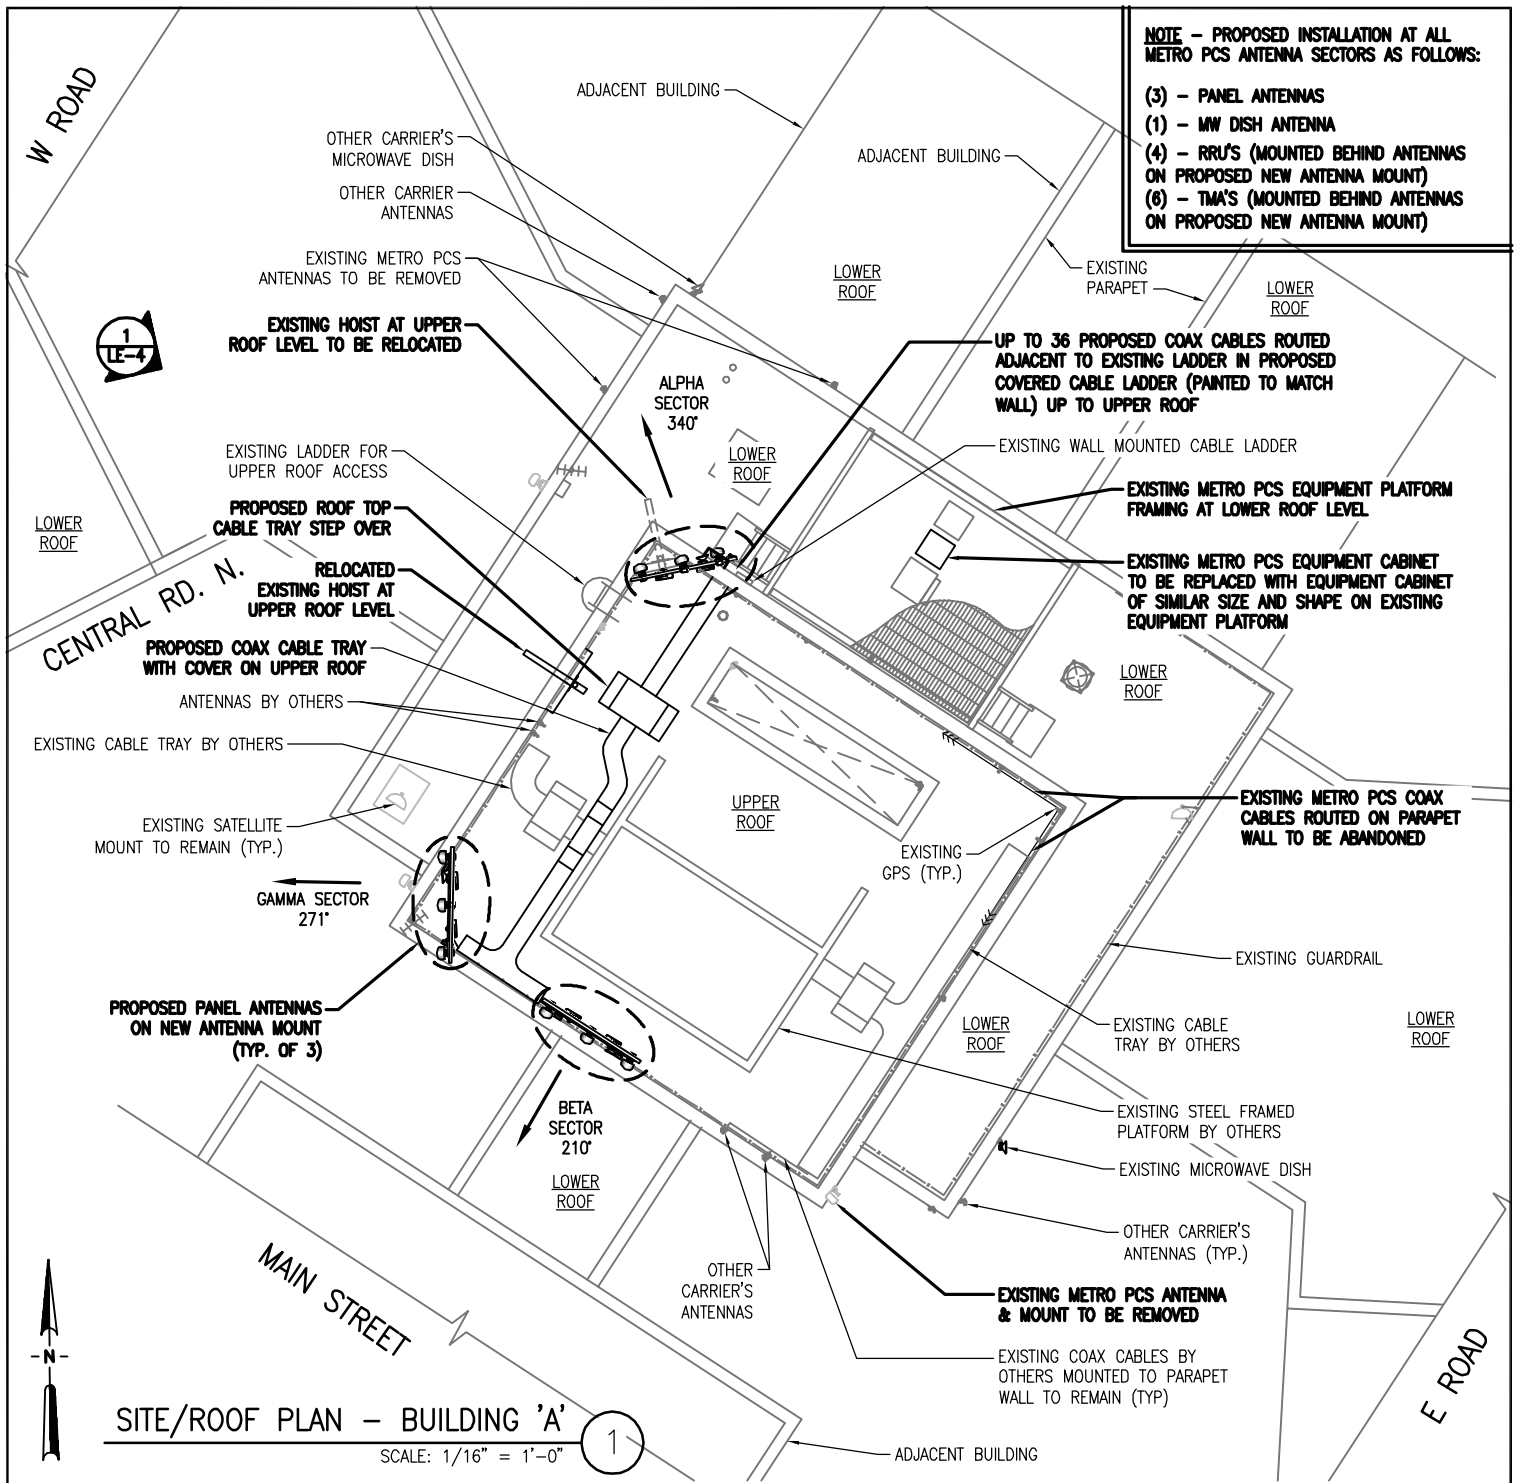 NOTE – PROPOSED INSTALLATION AT ALL
METRO PCS ANTENNA SECTORS AS FOLLOWS:
(3) – PANEL ANTENNAS
(1) – MW DISH ANTENNA
(4) – RRU'S (MOUNTED BEHIND ANTENNAS
ON PROPOSED NEW ANTENNA MOUNT)
(6) – TMA'S (MOUNTED BEHIND ANTENNAS
ON PROPOSED NEW ANTENNA MOUNT)
W ROAD
ADJACENT BUILDING
OTHER CARRIER'S
MICROWAVE DISH
ADJACENT BUILDING
OTHER CARRIER
ANTENNAS
EXISTING METRO PCS
ANTENNAS TO BE REMOVED
LOWER
ROOF
EXISTING
PARAPET
LOWER
ROOF
1
LE-4
EXISTING HOIST AT UPPER
ROOF LEVEL TO BE RELOCATED
UP TO 36 PROPOSED COAX CABLES ROUTED
ADJACENT TO EXISTING LADDER IN PROPOSED
COVERED CABLE LADDER (PAINTED TO MATCH
WALL) UP TO UPPER ROOF
ALPHA
SECTOR
340°
EXISTING LADDER FOR
UPPER ROOF ACCESS
LOWER
ROOF
EXISTING WALL MOUNTED CABLE LADDER
PROPOSED ROOF TOP
CABLE TRAY STEP OVER
EXISTING METRO PCS EQUIPMENT PLATFORM
FRAMING AT LOWER ROOF LEVEL
LOWER
ROOF
RELOCATED
EXISTING HOIST AT
UPPER ROOF LEVEL
EXISTING METRO PCS EQUIPMENT CABINET
TO BE REPLACED WITH EQUIPMENT CABINET
OF SIMILAR SIZE AND SHAPE ON EXISTING
EQUIPMENT PLATFORM
CENTRAL RD. N.
PROPOSED COAX CABLE TRAY
WITH COVER ON UPPER ROOF
LOWER
ROOF
ANTENNAS BY OTHERS
EXISTING CABLE TRAY BY OTHERS
UPPER
ROOF
EXISTING METRO PCS COAX
CABLES ROUTED ON PARAPET
WALL TO BE ABANDONED
EXISTING SATELLITE
MOUNT TO REMAIN (TYP.)
EXISTING
GPS (TYP.)
GAMMA SECTOR
271°
EXISTING GUARDRAIL
PROPOSED PANEL ANTENNAS
ON NEW ANTENNA MOUNT
(TYP. OF 3)
LOWER
ROOF
EXISTING CABLE
TRAY BY OTHERS
LOWER
ROOF
BETA
SECTOR
210°
EXISTING STEEL FRAMED
PLATFORM BY OTHERS
EXISTING MICROWAVE DISH
LOWER
ROOF
OTHER CARRIER'S
ANTENNAS (TYP.)
OTHER
CARRIER'S
ANTENNAS
EXISTING METRO PCS ANTENNA
& MOUNT TO BE REMOVED
MAIN STREET
EXISTING COAX CABLES BY
OTHERS MOUNTED TO PARAPET
WALL TO REMAIN (TYP)
E ROAD
-N-
SITE/ROOF PLAN – BUILDING 'A'
1
SCALE: 1/16" = 1'-0"
ADJACENT BUILDING